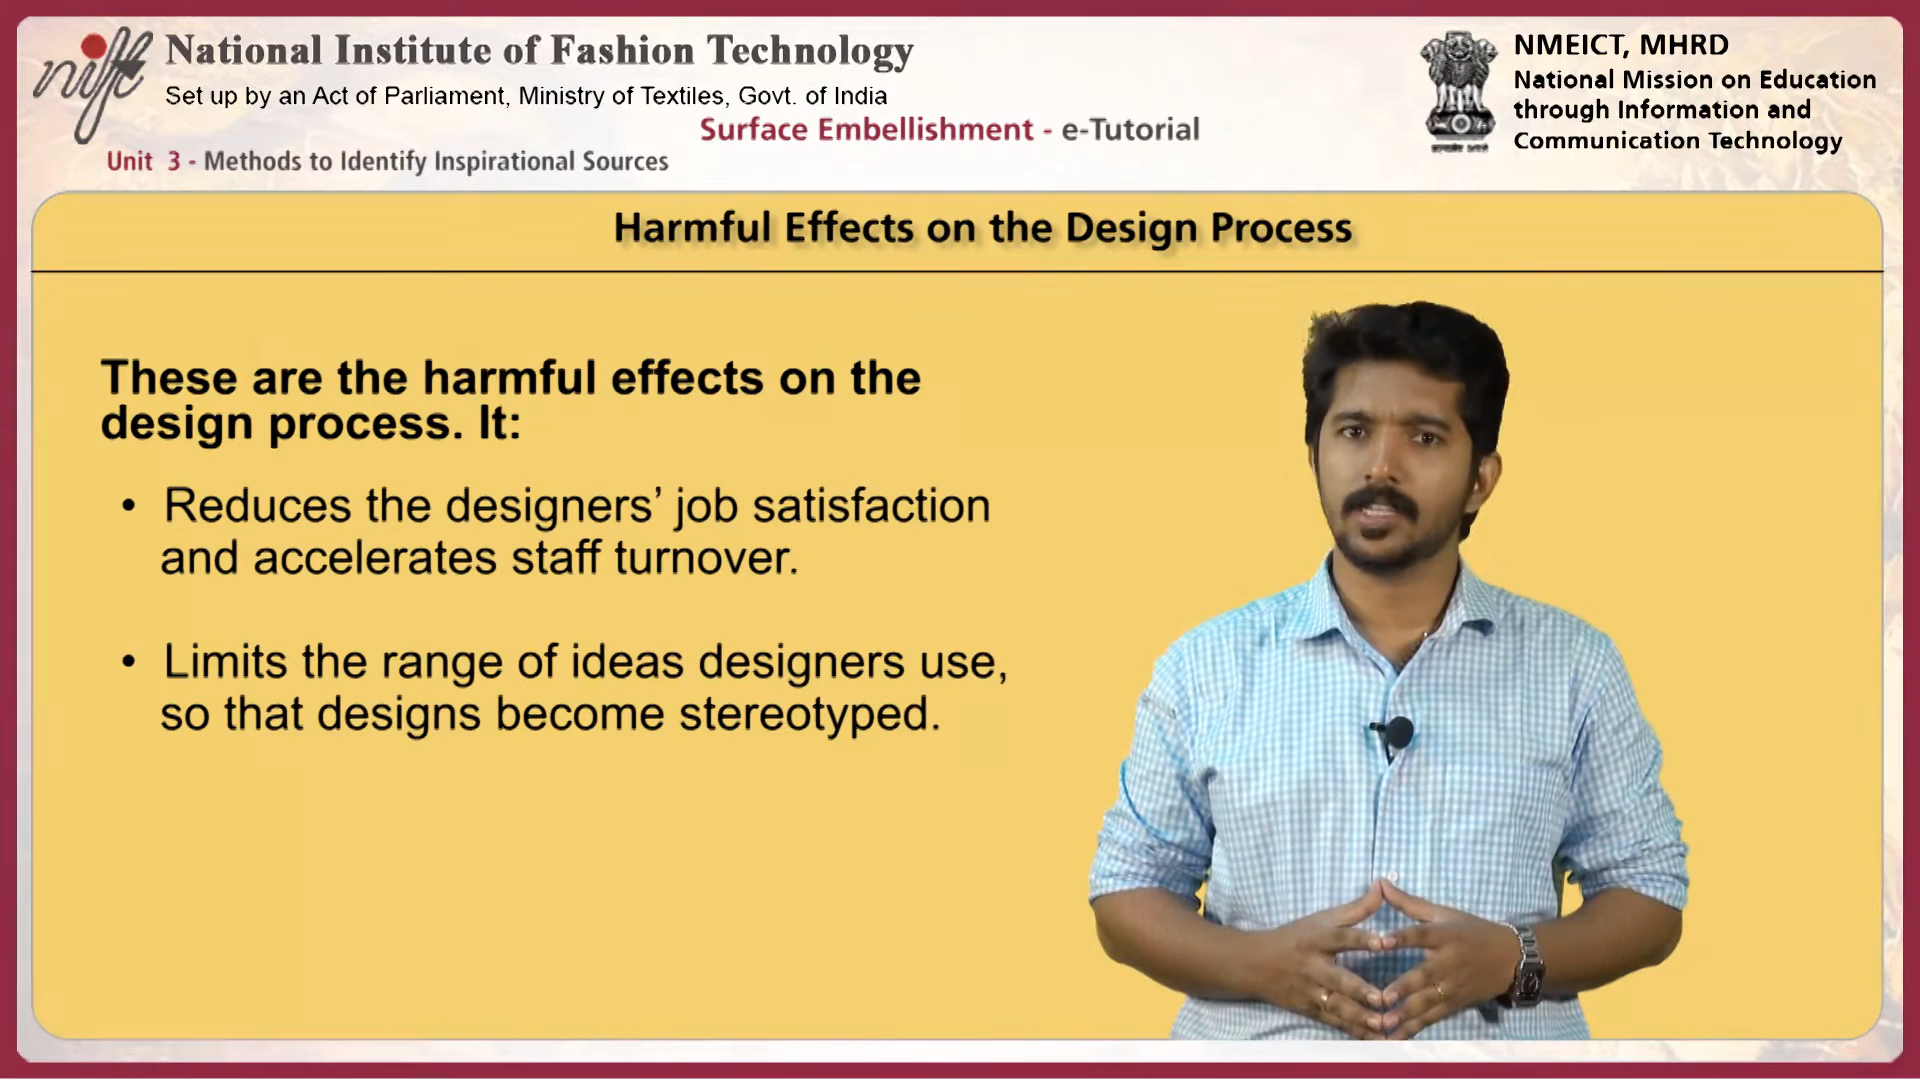 nift
National Institute of Fashion Technology
Set up by an Act of Parliament, Ministry of Textiles, Govt. of India
Surface Embellishment - e-Tutorial
Unit 3 - Methods to Identify Inspirational Sources
NMEICT, MHRD
National Mission on Education
through Information and
Communication Technology
Harmful Effects on the Design Process
These are the harmful effects on the
design process. It:
• Reduces the designers’ job satisfaction
and accelerates staff turnover.
• Limits the range of ideas designers use,
so that designs become stereotyped.